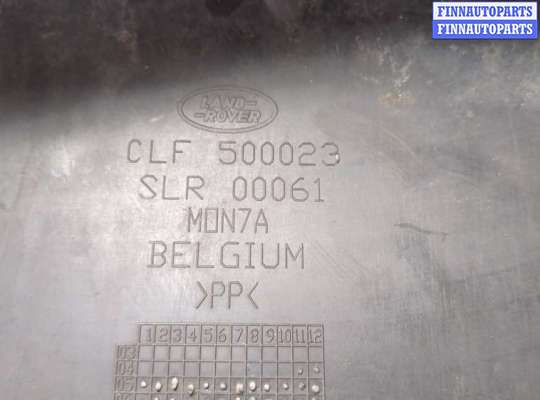 FINNAUTOPARTS
FINNAUTOPARTS
LAND-
-ROVER
CLF 500023
SLR 00061
M▯N7A
BELGIUM
>PP<
1 2 3 4 5 6 7 8 9 10 11 12
03
04
05